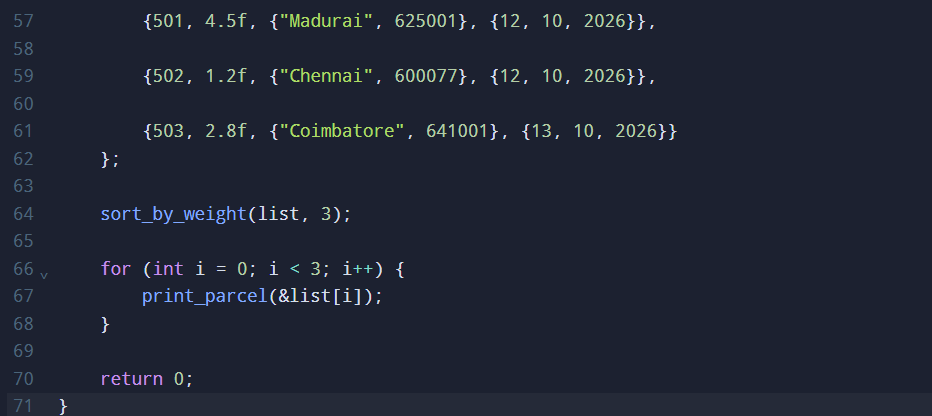 57 {501, 4.5f, {"Madurai", 625001}, {12, 10, 2026}},
58
59 {502, 1.2f, {"Chennai", 600077}, {12, 10, 2026}},
60
61 {503, 2.8f, {"Coimbatore", 641001}, {13, 10, 2026}}
62 };
63
64 sort_by_weight(list, 3);
65
66 for (int i = 0; i < 3; i++) {
67 print_parcel(&list[i]);
68 }
69
70 return 0;
71 }